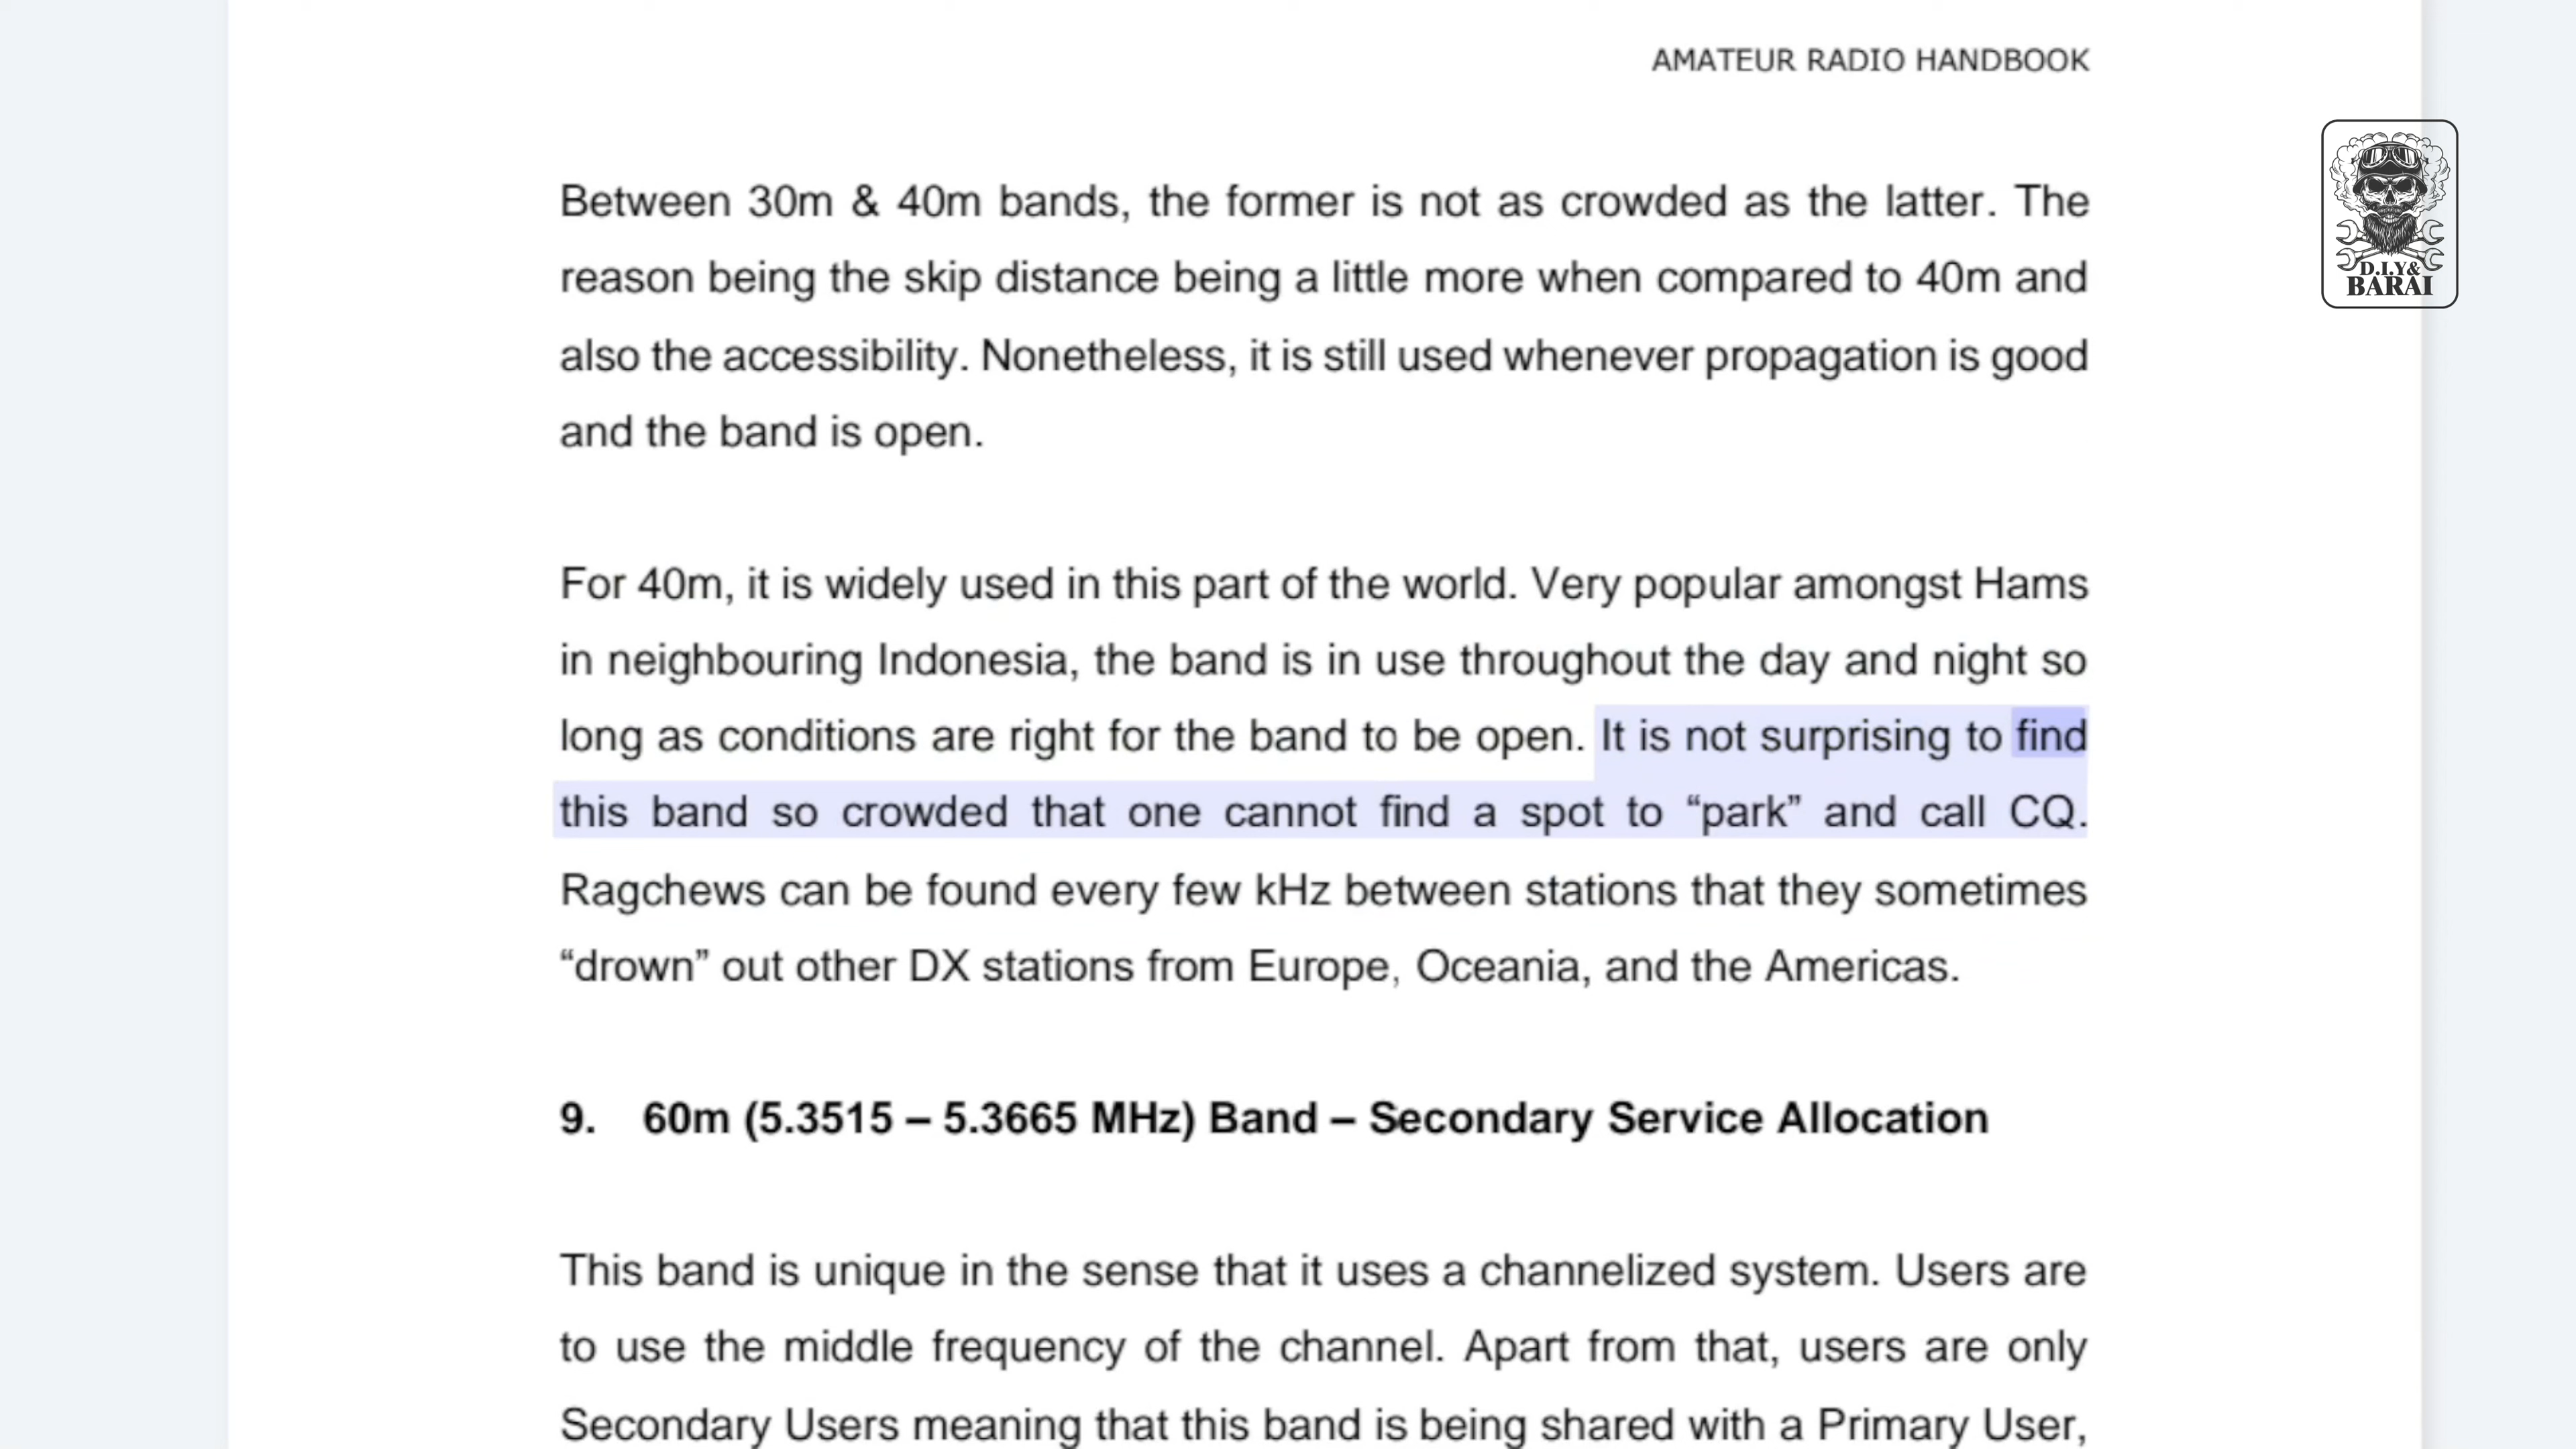 AMATEUR RADIO HANDBOOK
Between 30m & 40m bands, the former is not as crowded as the latter. The
reason being the skip distance being a little more when compared to 40m and
also the accessibility. Nonetheless, it is still used whenever propagation is good
and the band is open.
For 40m, it is widely used in this part of the world. Very popular amongst Hams
in neighbouring Indonesia, the band is in use throughout the day and night so
long as conditions are right for the band to be open. It is not surprising to find
this band so crowded that one cannot find a spot to “park” and call CQ.
Ragchews can be found every few kHz between stations that they sometimes
“drown” out other DX stations from Europe, Oceania, and the Americas.
9. 60m (5.3515 – 5.3665 MHz) Band – Secondary Service Allocation
This band is unique in the sense that it uses a channelized system. Users are
to use the middle frequency of the channel. Apart from that, users are only
Secondary Users meaning that this band is being shared with a Primary User,
D.I.Y&
BARAI